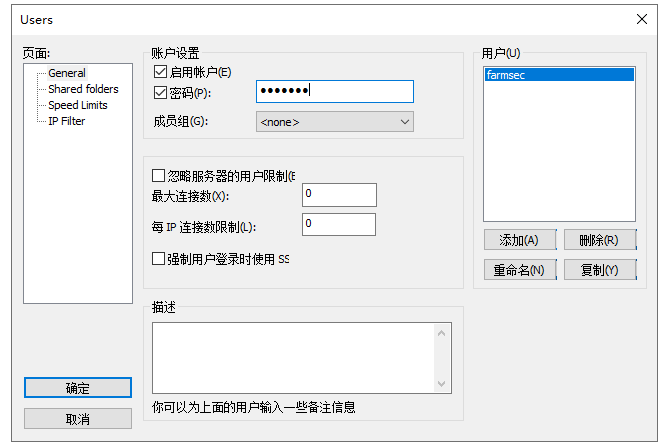 Users
页面:
General
Shared folders
Speed Limits
IP Filter
确定
取消
账户设置
启用帐户(E)
密码(P):
●●●●●●●
成员组(G):
<none>
忽略服务器的用户限制(E
最大连接数(X):
0
每 IP 连接数限制(L):
0
强制用户登录时使用 SS
描述
你可以为上面的用户输入一些备注信息
用户(U)
farmsec
添加(A)
删除(R)
重命名(N)
复制(Y)